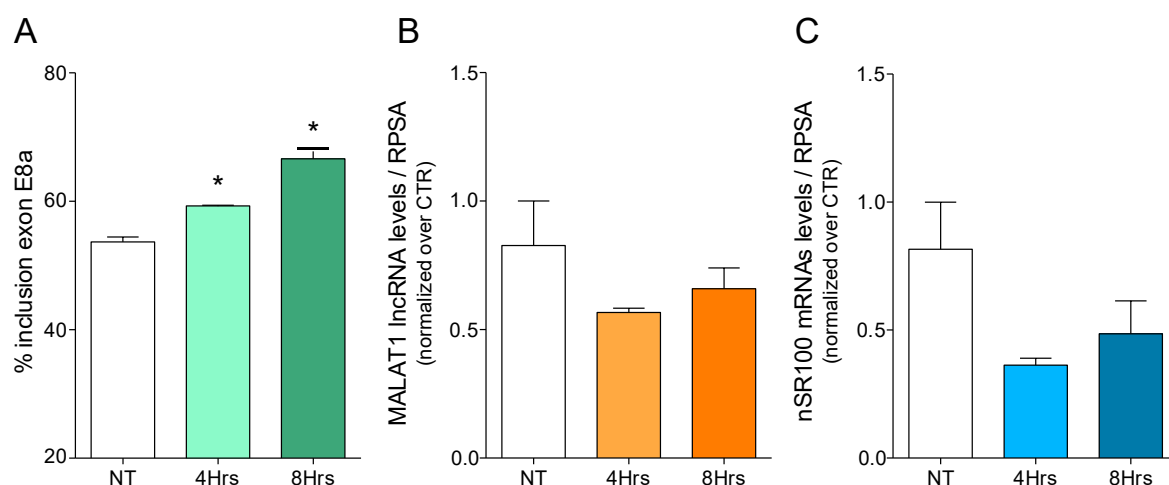 A
% inclusion exon E8a
80
60
40
20
*
*
NT
4Hrs
8Hrs
B
MALAT1 lncRNA levels / RPSA
(normalized over CTR)
1.5
1.0
0.5
0.0
NT
4Hrs
8Hrs
C
nSR100 mRNAs levels / RPSA
(normalized over CTR)
1.5
1.0
0.5
0.0
NT
4Hrs
8Hrs